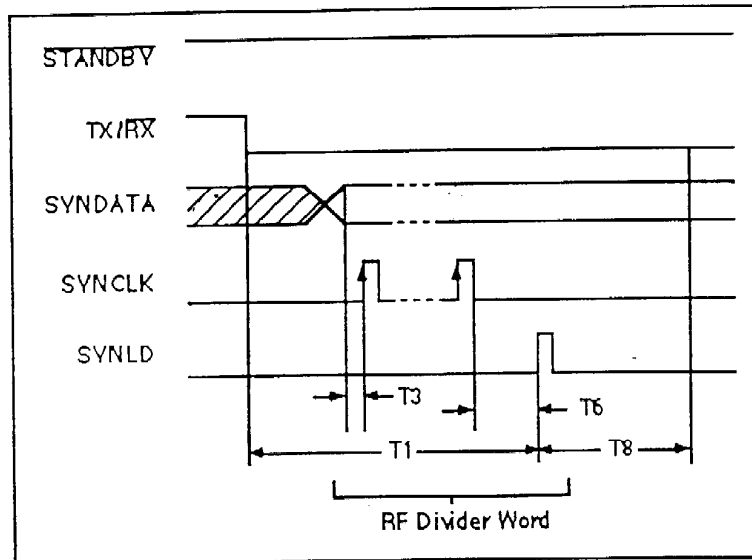 STANDBY
TX/RX
SYNDATA
SYNCLK
SYNLD
T3
T6
T1
T8
RF Divider Word